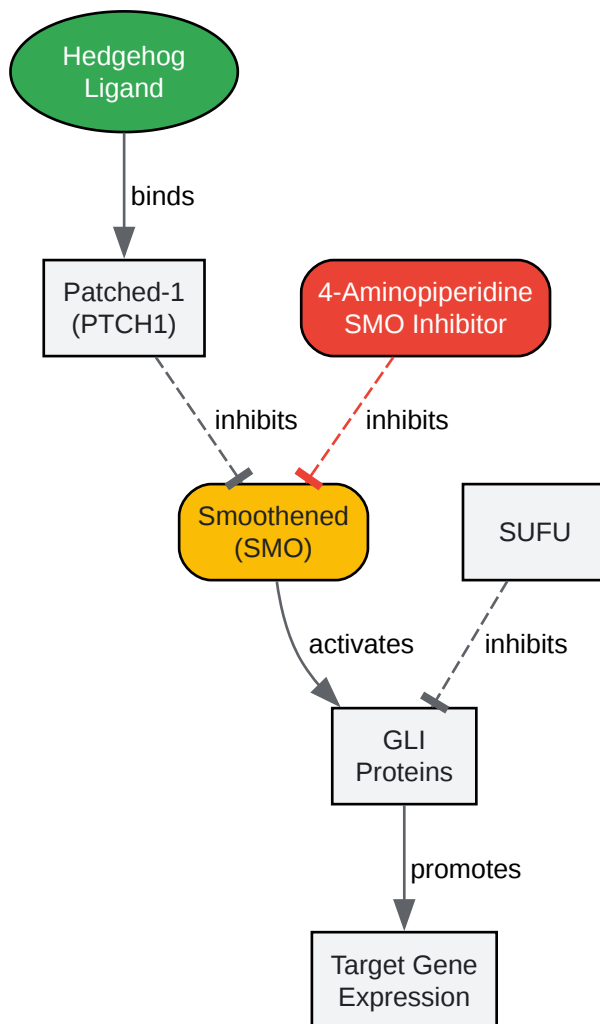 Hedgehog
Ligand
binds
Patched-1
(PTCH1)
4-Aminopiperidine
SMO Inhibitor
inhibits
inhibits
Smoothened
(SMO)
SUFU
activates
inhibits
GLI
Proteins
promotes
Target Gene
Expression